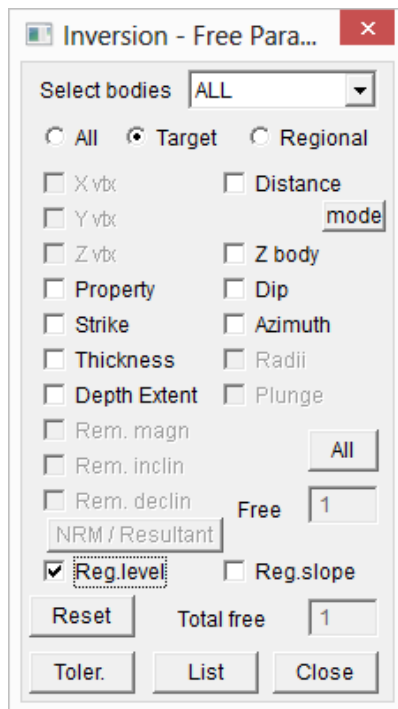 Inversion - Free Para... ×
Select bodies ALL
All Target Regional
X vtx Distance
Y vtx mode
Z vtx Z body
Property Dip
Strike Azimuth
Thickness Radii
Depth Extent Plunge
Rem. magn
All
Rem. inclin
Rem. declin Free 1
NRM / Resultant
Reg.level Reg.slope
Reset Total free 1
Toler. List Close